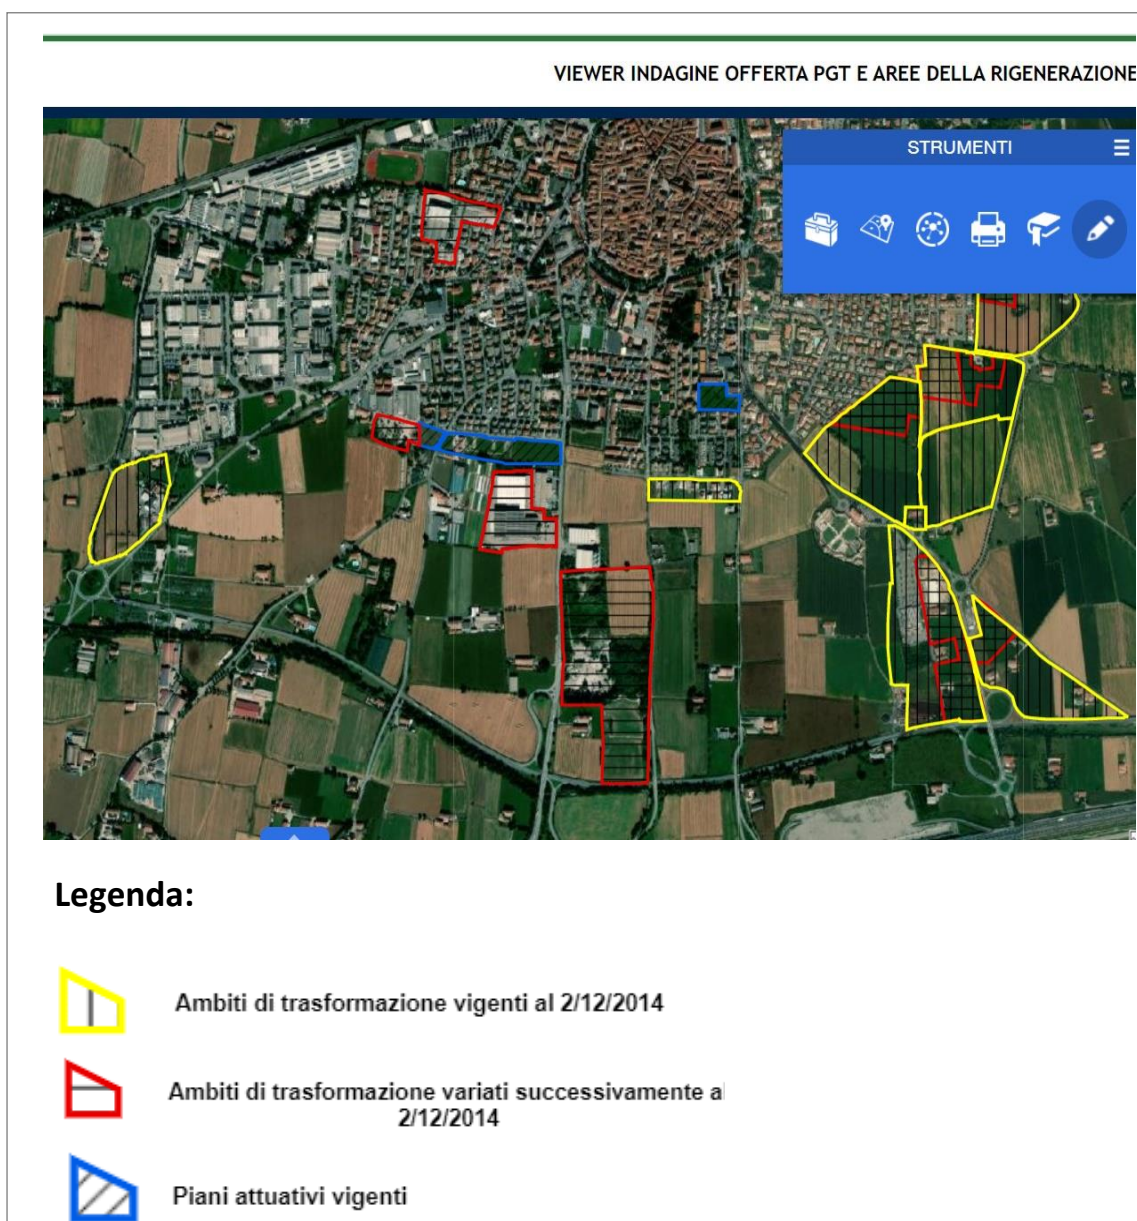 VIEWER INDAGINE OFFERTA PGT E AREE DELLA RIGENERAZIONE
STRUMENTI
Legenda:
Ambiti di trasformazione vigenti al 2/12/2014
Ambiti di trasformazione variati successivamente al
2/12/2014
Piani attuativi vigenti